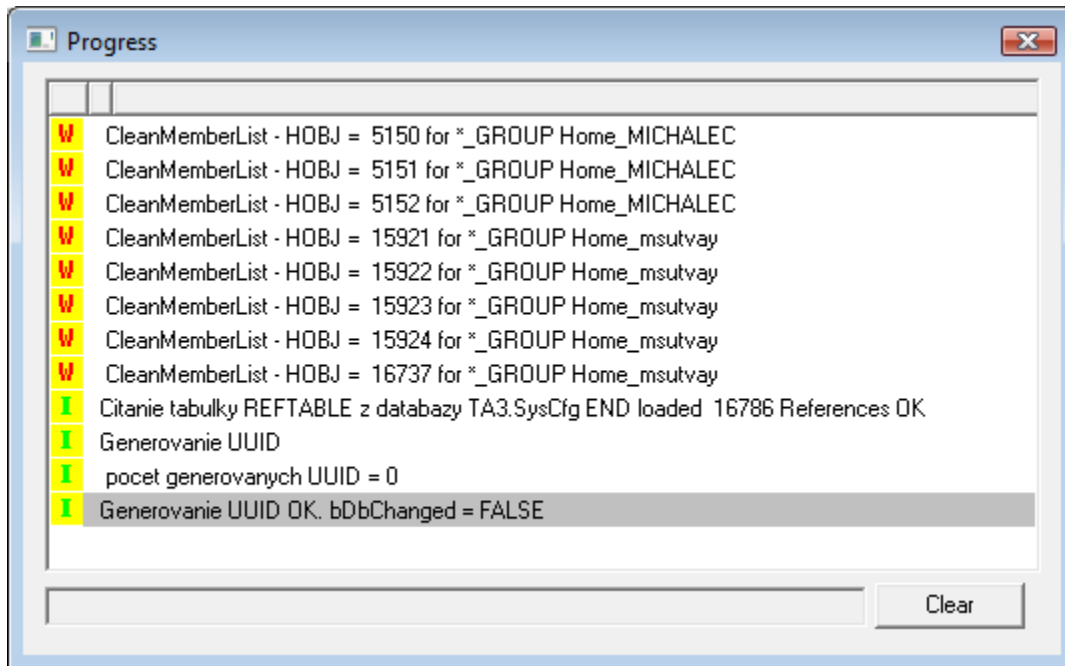 Progress
W CleanMemberList - HOBJ = 5150 for *_GROUP Home_MICHALEC
W CleanMemberList - HOBJ = 5151 for *_GROUP Home_MICHALEC
W CleanMemberList - HOBJ = 5152 for *_GROUP Home_MICHALEC
W CleanMemberList - HOBJ = 15921 for *_GROUP Home_msutvay
W CleanMemberList - HOBJ = 15922 for *_GROUP Home_msutvay
W CleanMemberList - HOBJ = 15923 for *_GROUP Home_msutvay
W CleanMemberList - HOBJ = 15924 for *_GROUP Home_msutvay
W CleanMemberList - HOBJ = 16737 for *_GROUP Home_msutvay
I Citanie tabulky REFTABLE z databazy TA3.SysCfg END loaded 16786 References OK
I Generovanie UUID
I pocet generovanych UUID = 0
I Generovanie UUID OK. bDbChanged = FALSE
Clear